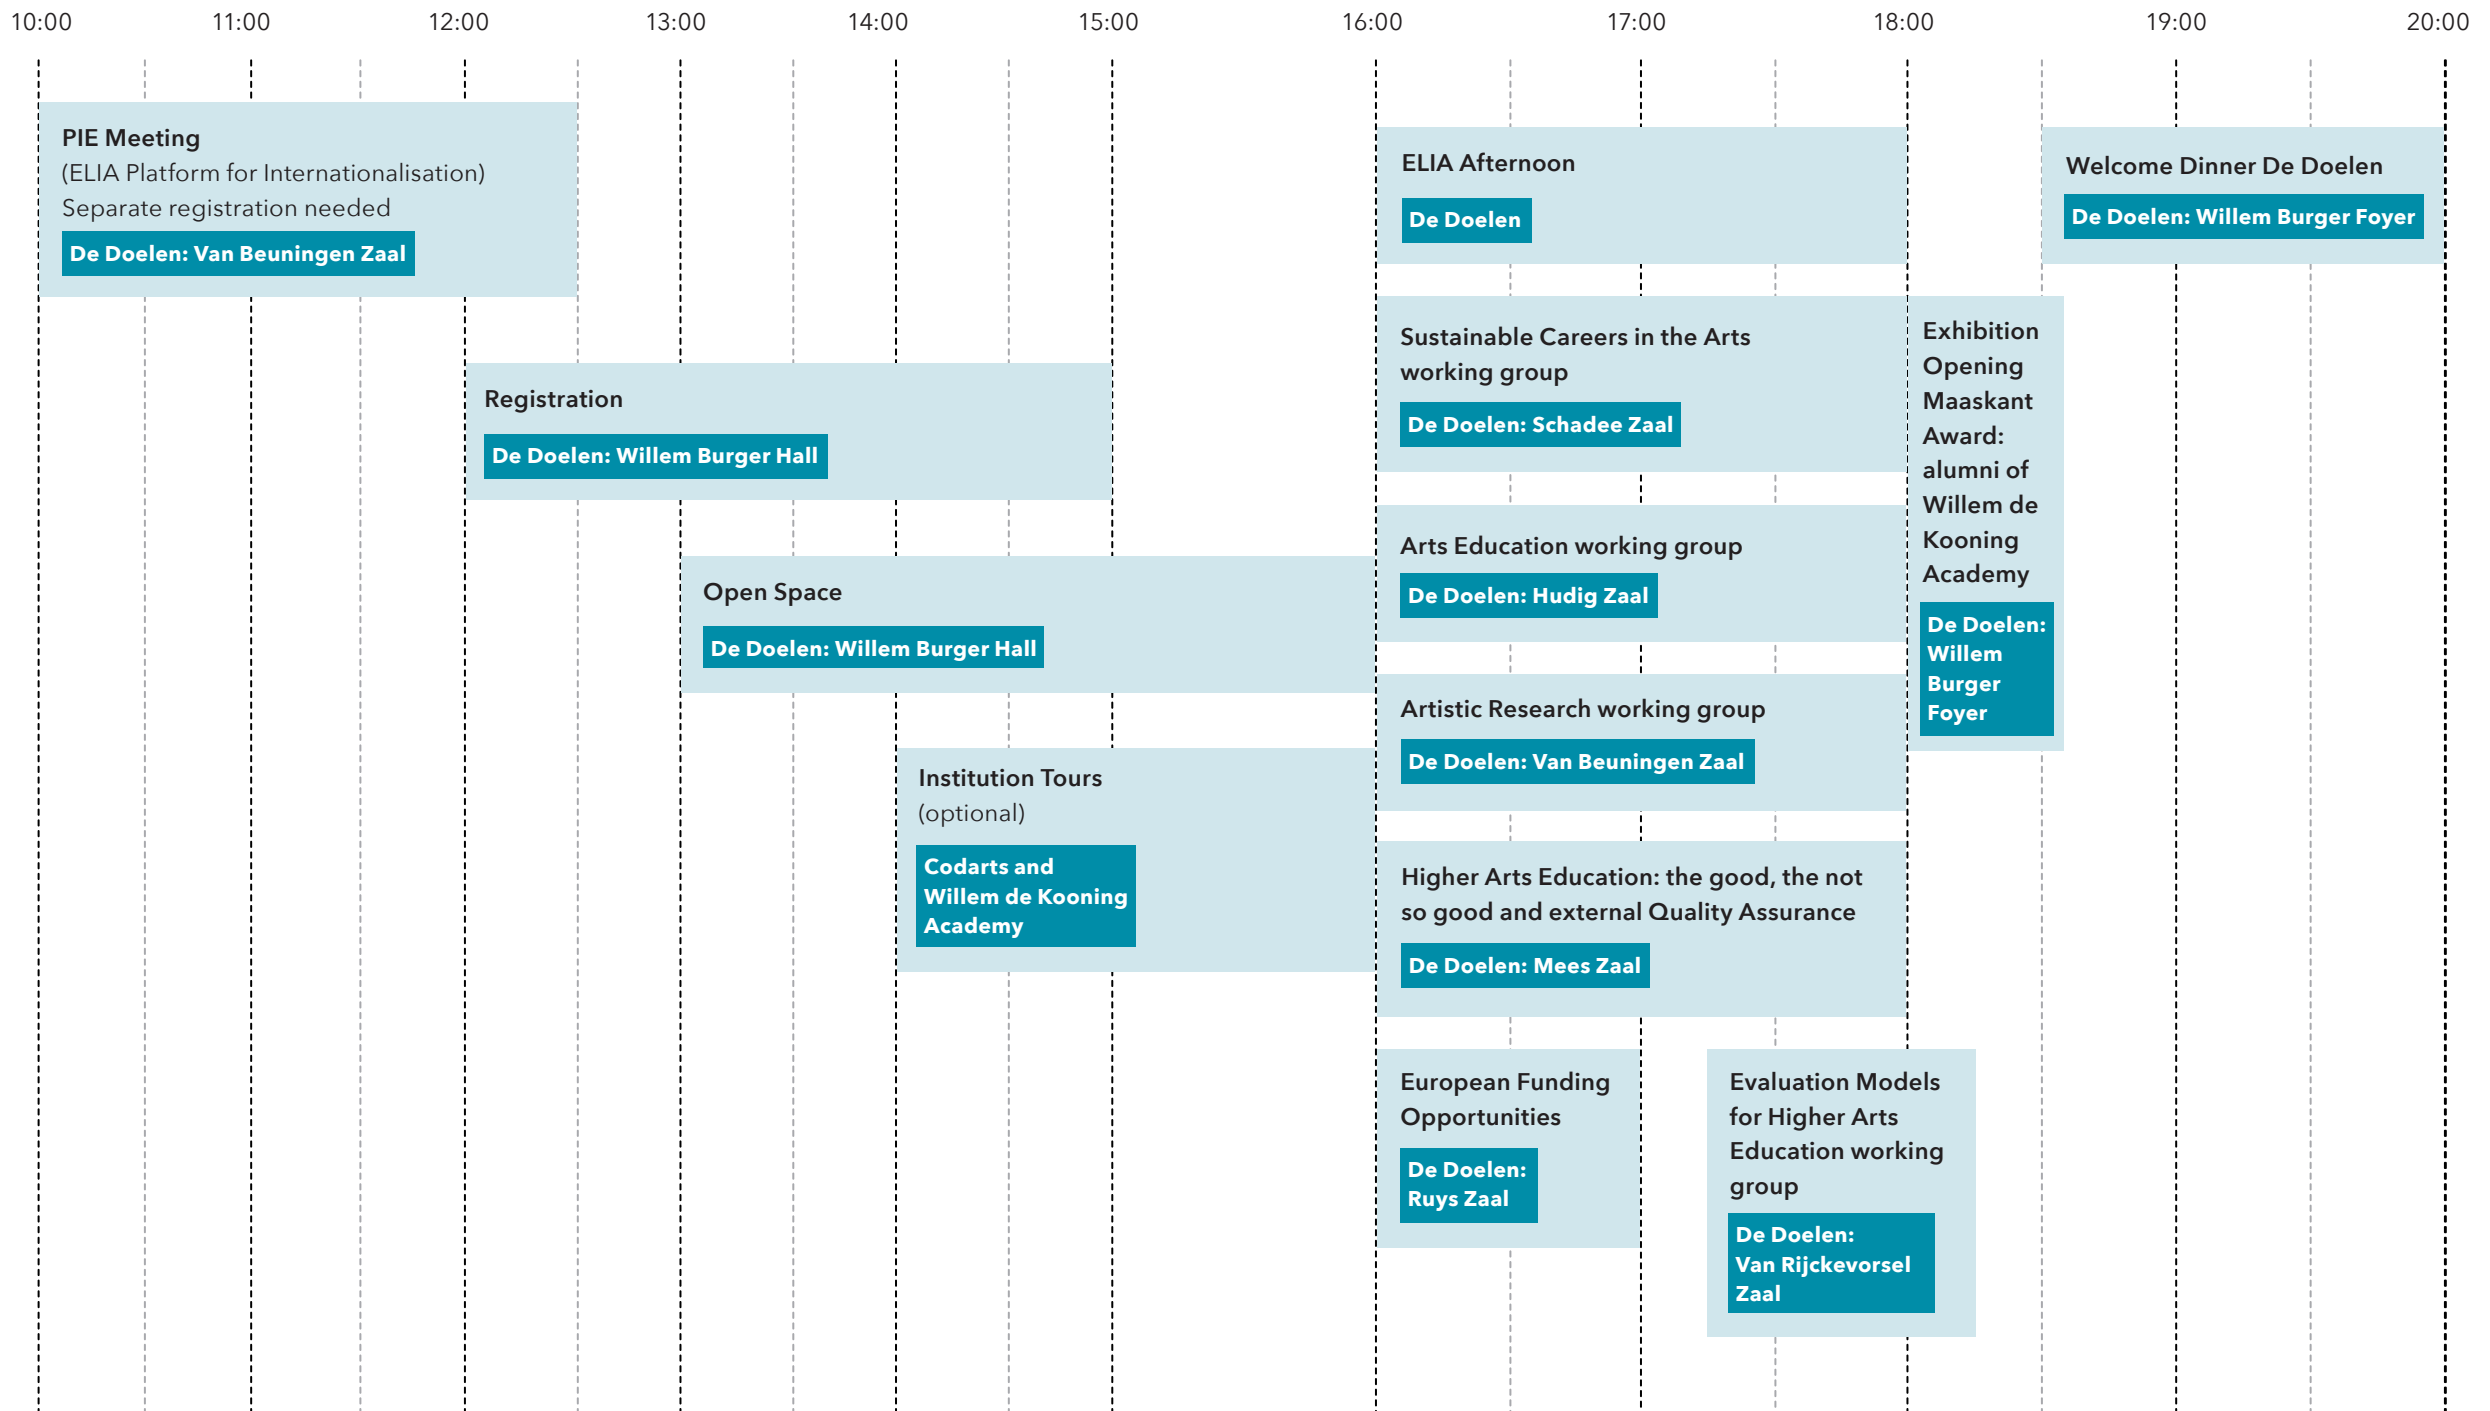 10:00 11:00 12:00 13:00 14:00 15:00 16:00 17:00 18:00 19:00 20:00
PIE Meeting
(ELIA Platform for Internationalisation)
Separate registration needed
De Doelen: Van Beuningen Zaal
Registration
De Doelen: Willem Burger Hall
Open Space
De Doelen: Willem Burger Hall
Institution Tours
(optional)
Codarts and
Willem de Kooning
Academy
ELIA Afternoon
De Doelen
Sustainable Careers in the Arts
working group
De Doelen: Schadee Zaal
Arts Education working group
De Doelen: Hudig Zaal
Artistic Research working group
De Doelen: Van Beuningen Zaal
Higher Arts Education: the good, the not
so good and external Quality Assurance
De Doelen: Mees Zaal
European Funding
Opportunities
De Doelen:
Ruys Zaal
Evaluation Models
for Higher Arts
Education working
group
De Doelen:
Van Rijckevorsel
Zaal
Exhibition
Opening
Maaskant
Award:
alumni of
Willem de
Kooning
Academy
De Doelen:
Willem
Burger
Foyer
Welcome Dinner De Doelen
De Doelen: Willem Burger Foyer